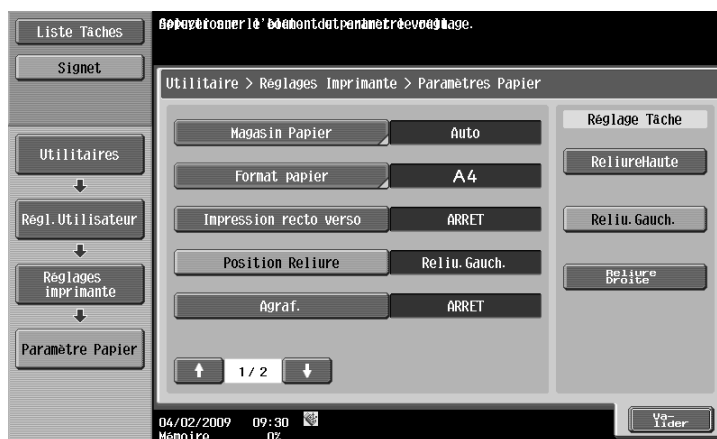 Liste Tâches
Signet
Utilitaire > Réglages Imprimante > Paramètres Papier
Utilitaires
Régl.Utilisateur
Réglages
imprimante
Paramètre Papier
Magasin Papier
Auto
Format papier
A4
Impression recto verso
ARRET
Position Reliure
Reliu.Gauch.
Agraf.
ARRET
1/ 2
Réglage Tâche
ReliureHaute
Reliu.Gauch.
Reliure
Droite
04/02/2009 09:30
Mémoire 0%
Va-
lider